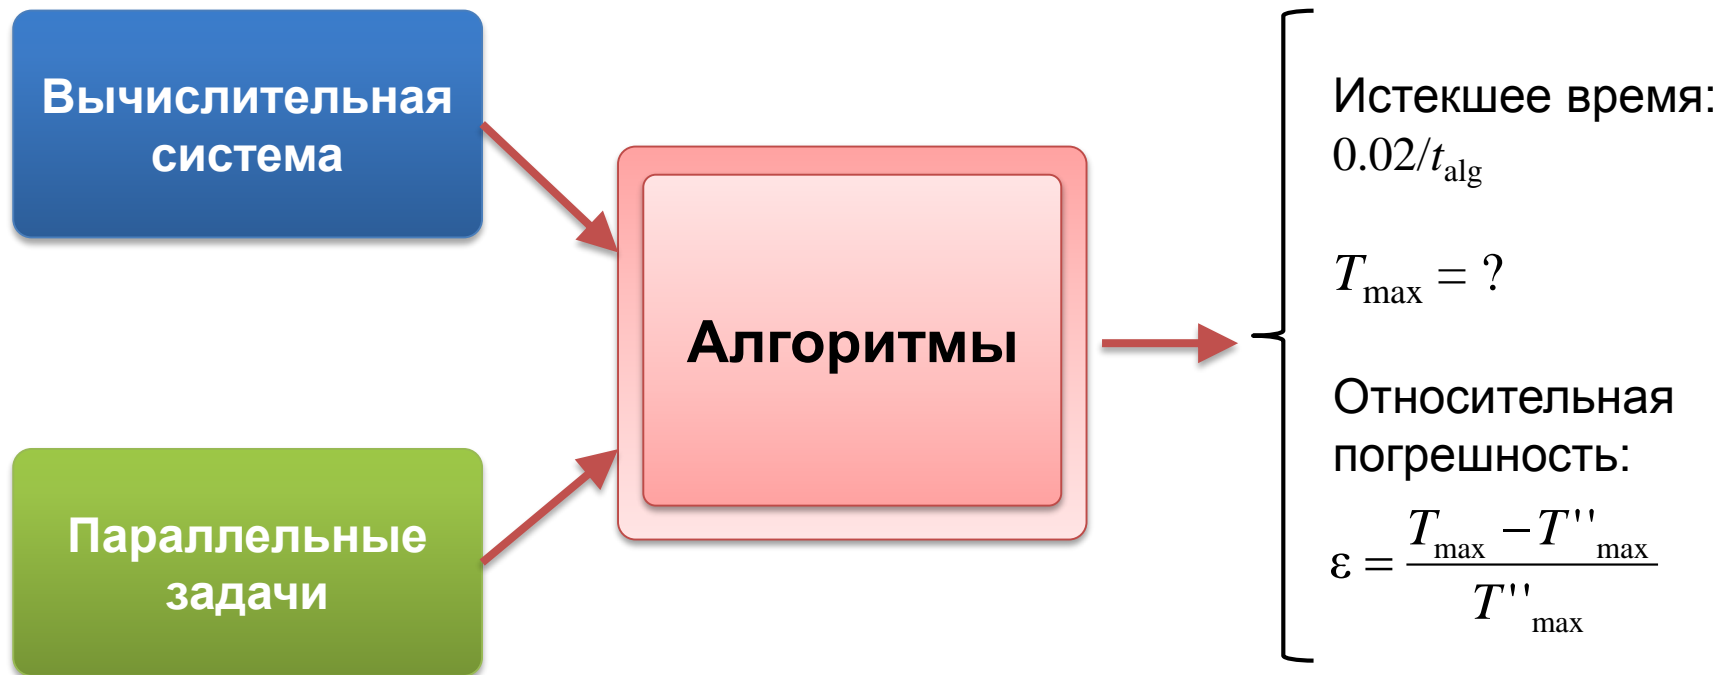 Вычислительная
система
Параллельные
задачи
Алгоритмы
Истекшее время:
0.02/t_alg
T_max = ?
Относительная
погрешность:
ε = (T_max − T''_max) / T''_max